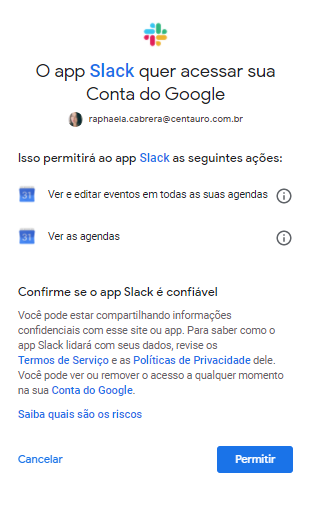 O app Slack quer acessar sua
Conta do Google
raphaela.cabrera@centauro.com.br
Isso permitirá ao app Slack as seguintes ações:
31 Ver e editar eventos em todas as suas agendas
31 Ver as agendas
Confirme se o app Slack é confiável
Você pode estar compartilhando informações
confidenciais com esse site ou app. Para saber como o
app Slack lidará com seus dados, revise os
Termos de Serviço e as Políticas de Privacidade dele.
Você pode ver ou remover o acesso a qualquer momento
na sua Conta do Google.
Saiba quais são os riscos
Cancelar Permitir